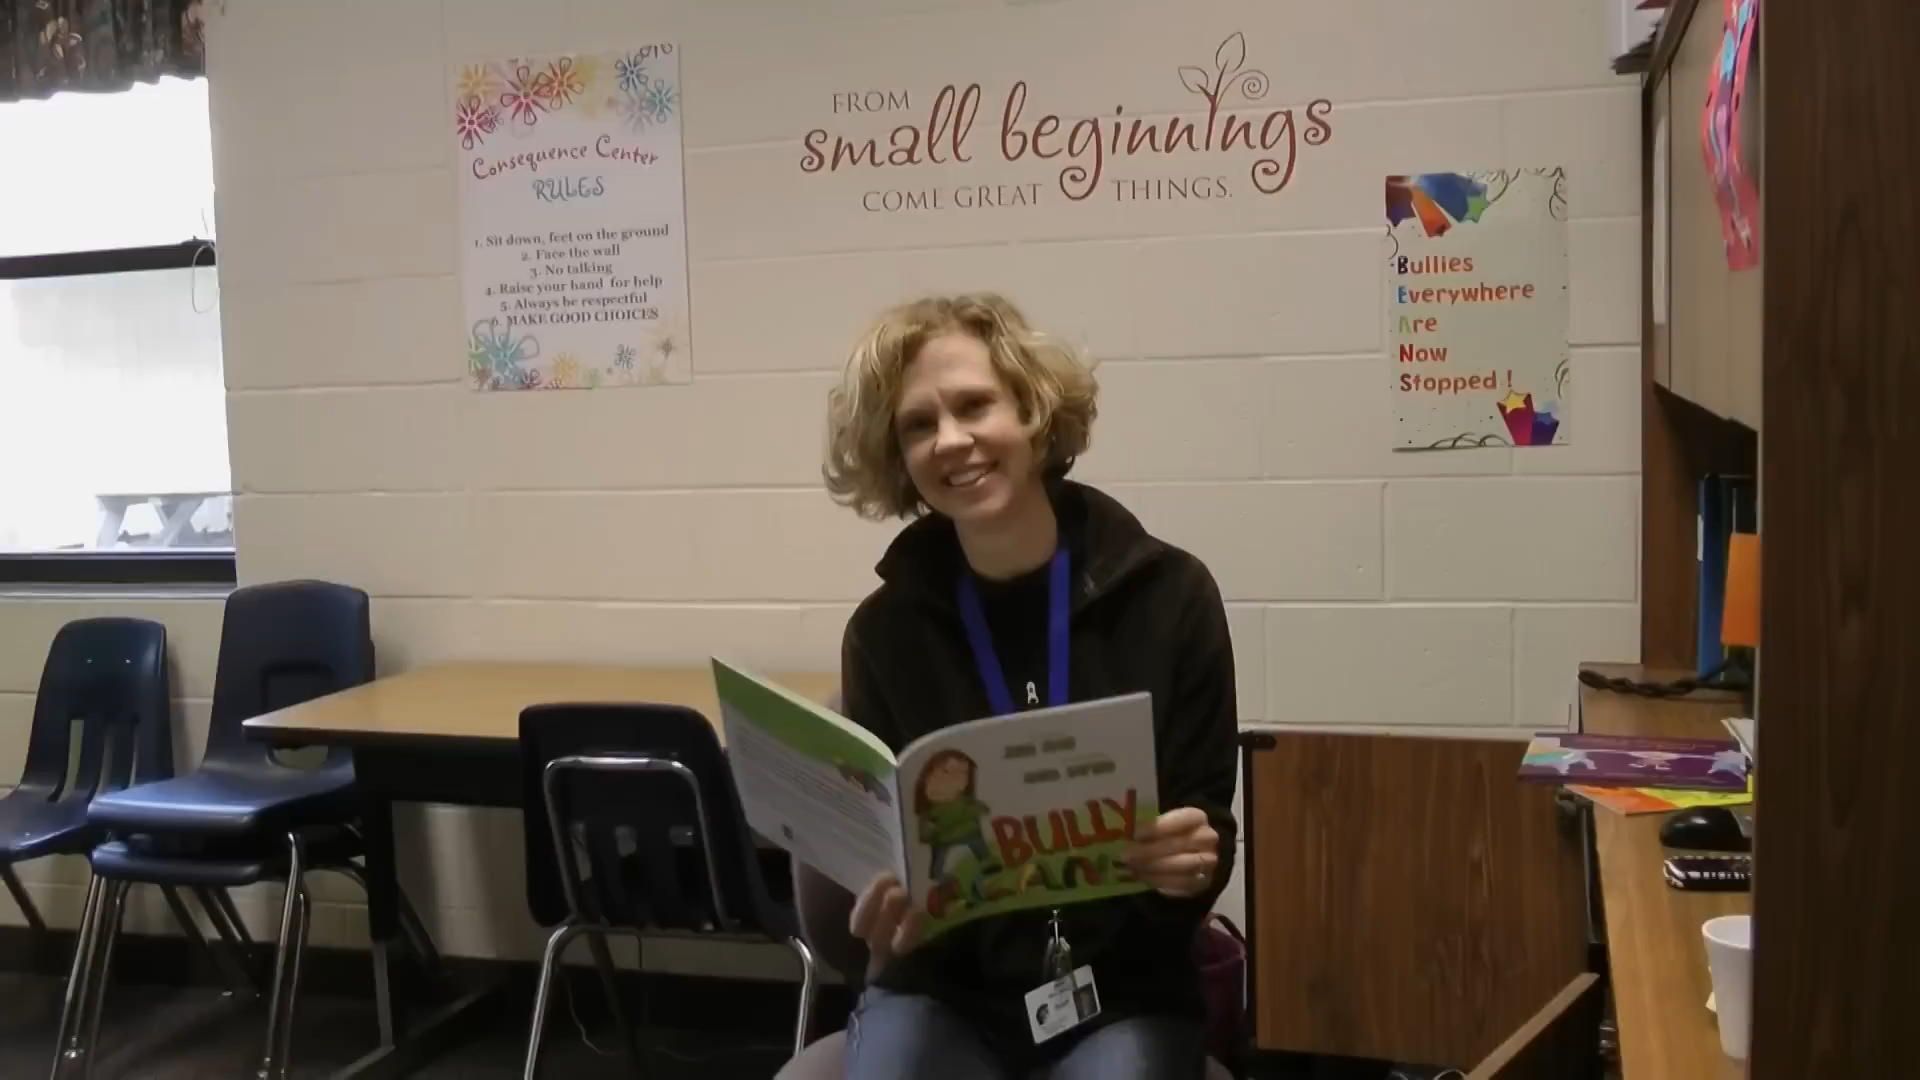 Consequence Center
RULES
1. Sit down, feet on the ground
2. Face the wall
3. No talking
4. Raise your hand for help
5. Always be respectful
6. MAKE GOOD CHOICES
FROM
small beginnings
COME GREAT THINGS.
Bullies
Everywhere
Are
Now
Stopped !
BULLY
BEANS